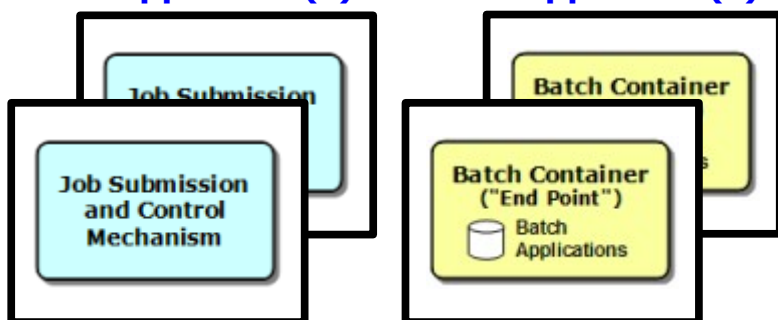 Job Submission
Batch Container
s
Job Submission
and Control
Mechanism
Batch Container
("End Point")
Batch
Applications